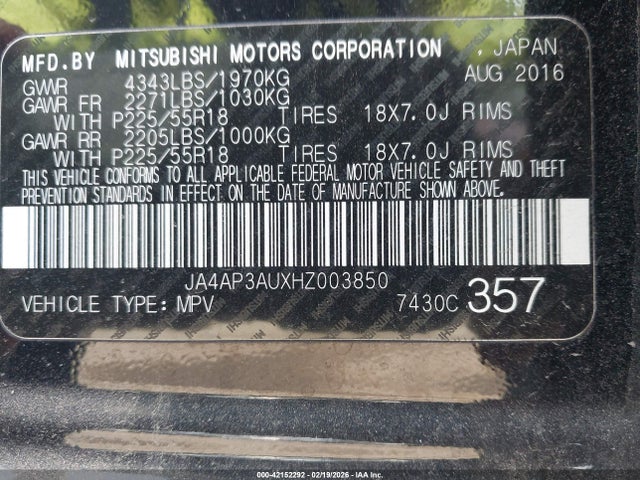 MFD.BY MITSUBISHI MOTORS CORPORATION , JAPAN
GVWR 4343LBS/1970KG AUG 2016
GAWR FR 2271LBS/1030KG
WITH P225/55R18 TIRES 18X7.0J RIMS
GAWR RR 2205LBS/1000KG
WITH P225/55R18 TIRES 18X7.0J RIMS
THIS VEHICLE CONFORMS TO ALL APPLICABLE FEDERAL MOTOR VEHICLE SAFETY AND THEFT
PREVENTION STANDARDS IN EFFECT ON THE DATE OF MANUFACTURE SHOWN ABOVE.
JA4AP3AUXHZ003850
VEHICLE TYPE: MPV 7430C 357
000-42152292 - 02/19/2026 - IAA Inc.